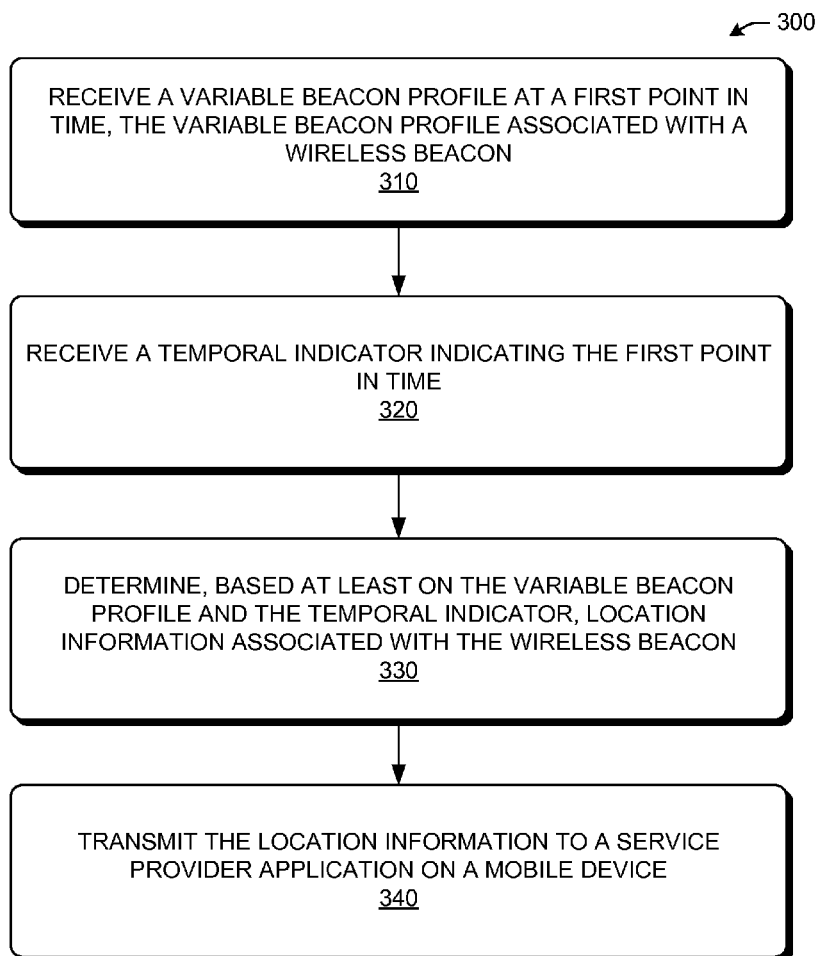 300
RECEIVE A VARIABLE BEACON PROFILE AT A FIRST POINT IN
TIME, THE VARIABLE BEACON PROFILE ASSOCIATED WITH A
WIRELESS BEACON
310
RECEIVE A TEMPORAL INDICATOR INDICATING THE FIRST POINT
IN TIME
320
DETERMINE, BASED AT LEAST ON THE VARIABLE BEACON
PROFILE AND THE TEMPORAL INDICATOR, LOCATION
INFORMATION ASSOCIATED WITH THE WIRELESS BEACON
330
TRANSMIT THE LOCATION INFORMATION TO A SERVICE
PROVIDER APPLICATION ON A MOBILE DEVICE
340